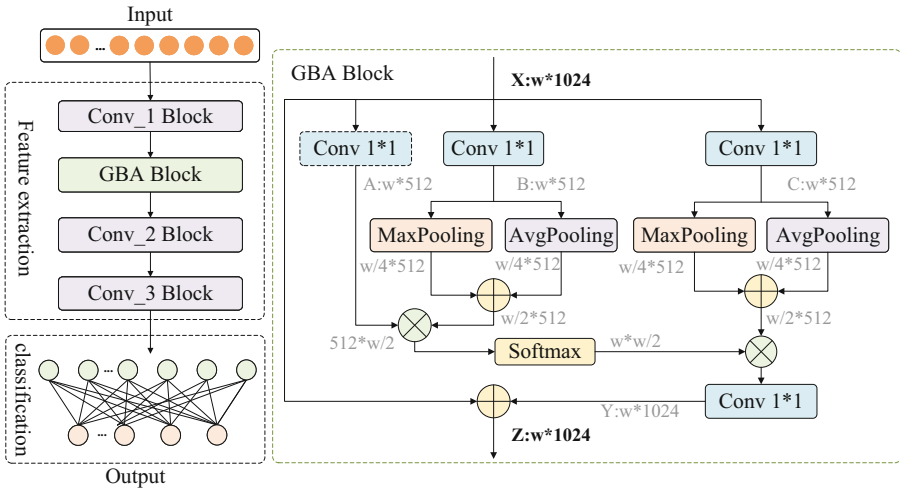 Input
...
Feature extraction
Conv_1 Block
GBA Block
Conv_2 Block
Conv_3 Block
classification
...
...
Output
GBA Block
X:w*1024
Conv 1*1
Conv 1*1
Conv 1*1
A:w*512
B:w*512
C:w*512
MaxPooling
AvgPooling
MaxPooling
AvgPooling
w/4*512
w/4*512
w/4*512
w/4*512
w/2*512
w/2*512
512*w/2
Softmax
w*w/2
Y:w*1024
Conv 1*1
Z:w*1024